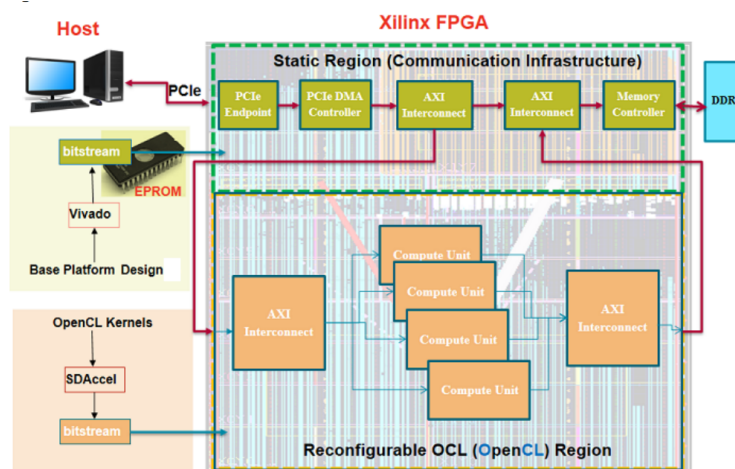 Host
Xilinx FPGA
Static Region (Communication Infrastructure)
PCIe
PCIe
Endpoint
PCIe DMA
Controller
AXI
Interconnect
AXI
Interconnect
Memory
Controller
DDR
bitstream
EPROM
Vivado
Base Platform Design
OpenCL Kernels
SDAccel
bitstream
AXI
Interconnect
Compute Unit
Compute Unit
Compute Unit
Compute Unit
AXI
Interconnect
Reconfigurable OCL (OpenCL) Region